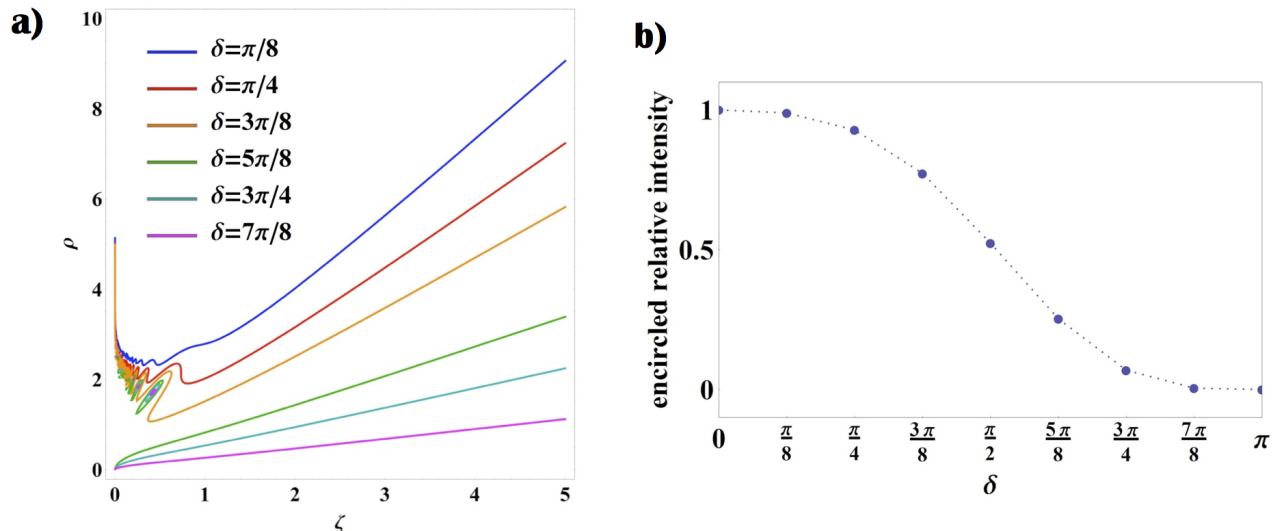 a)
10
8
6
4
2
0
ρ
δ=π/8
δ=π/4
δ=3π/8
δ=5π/8
δ=3π/4
δ=7π/8
0 1 2 3 4 5
ζ
b)
encircled relative intensity
1
0.5
0
0 π/8 π/4 3π/8 π/2 5π/8 3π/4 7π/8 π
δ